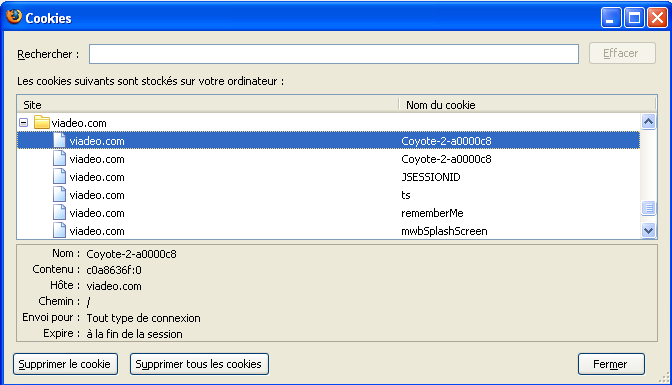 Cookies
Rechercher : Effacer
Les cookies suivants sont stockés sur votre ordinateur :
Site Nom du cookie
viadeo.com
viadeo.com Coyote-2-a0000c8
viadeo.com Coyote-2-a0000c8
viadeo.com JSESSIONID
viadeo.com ts
viadeo.com rememberMe
viadeo.com mwbSplashScreen
Nom : Coyote-2-a0000c8
Contenu : c0a8636f:0
Hôte : viadeo.com
Chemin : /
Envoi pour : Tout type de connexion
Expire : à la fin de la session
Supprimer le cookie Supprimer tous les cookies Fermer